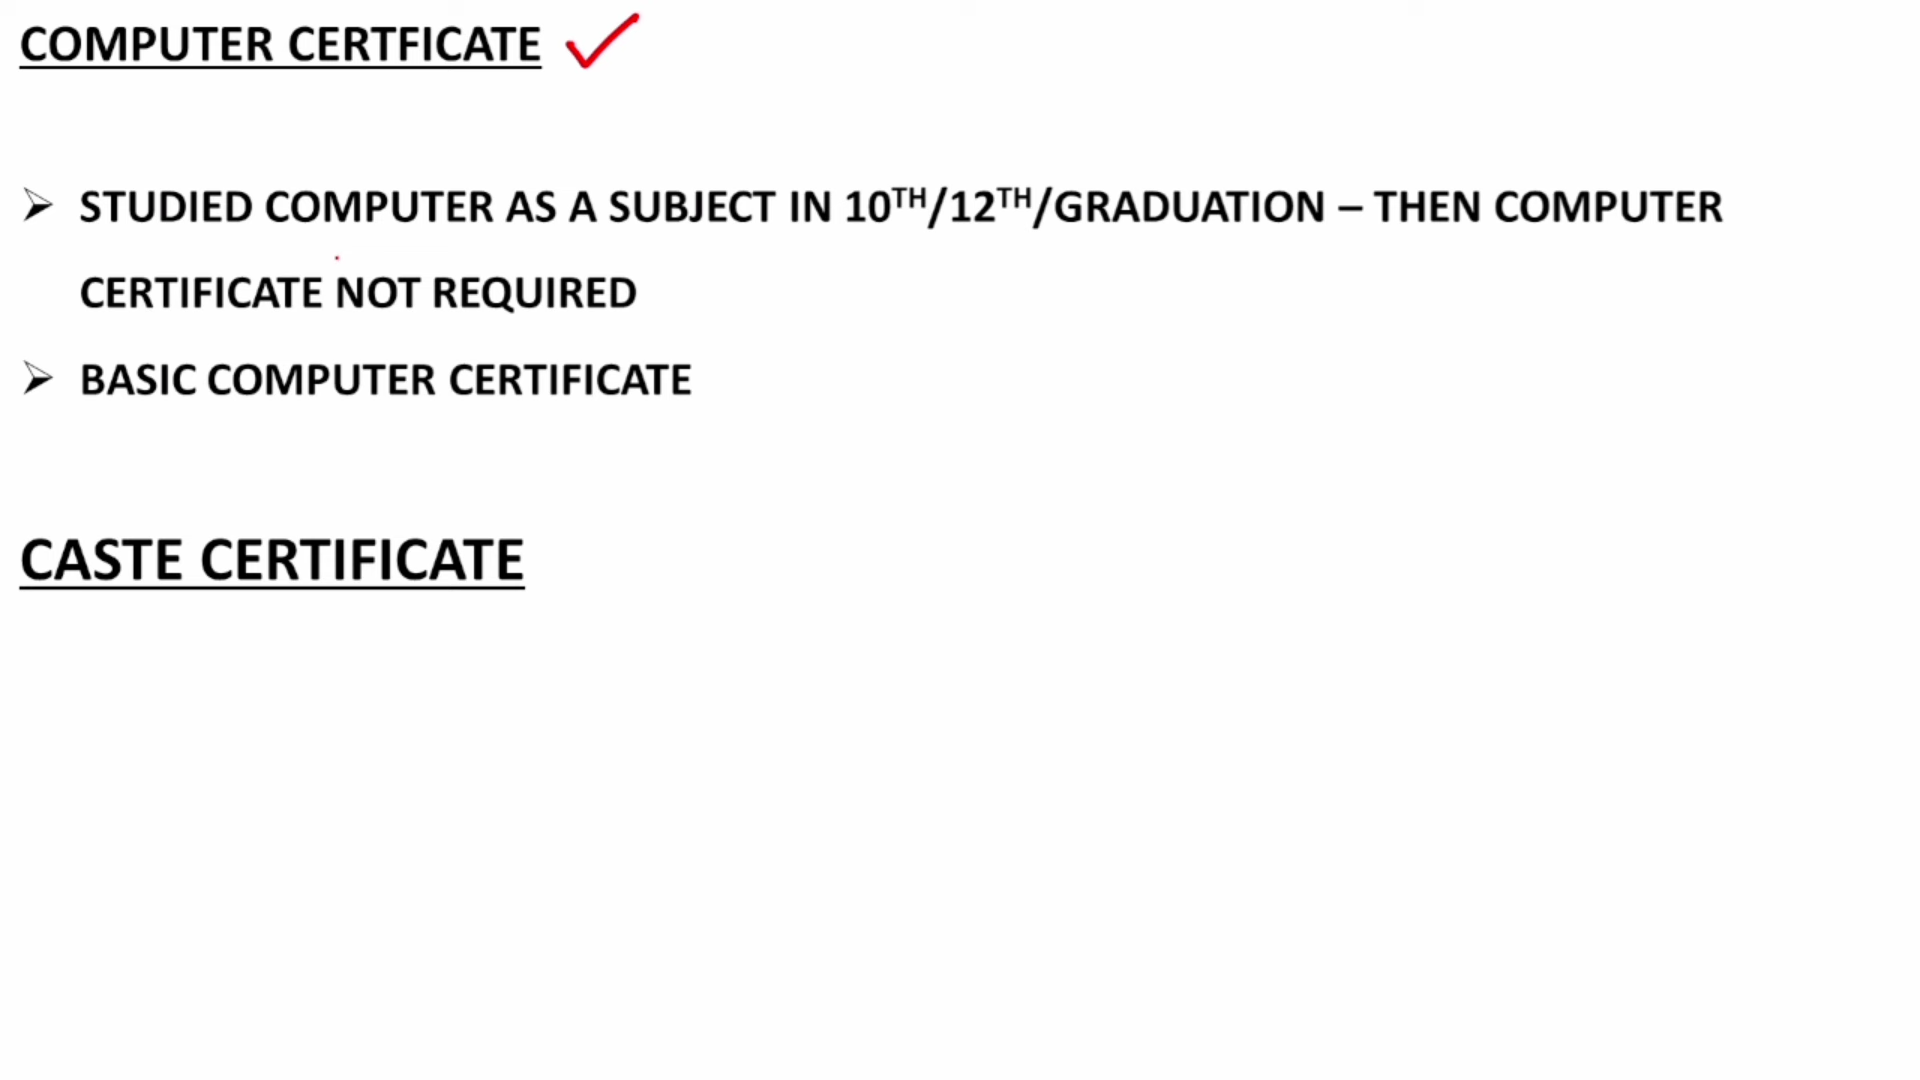 COMPUTER CERTFICATE
➢ STUDIED COMPUTER AS A SUBJECT IN 10TH/12TH/GRADUATION – THEN COMPUTER
CERTIFICATE NOT REQUIRED
➢ BASIC COMPUTER CERTIFICATE
CASTE CERTIFICATE